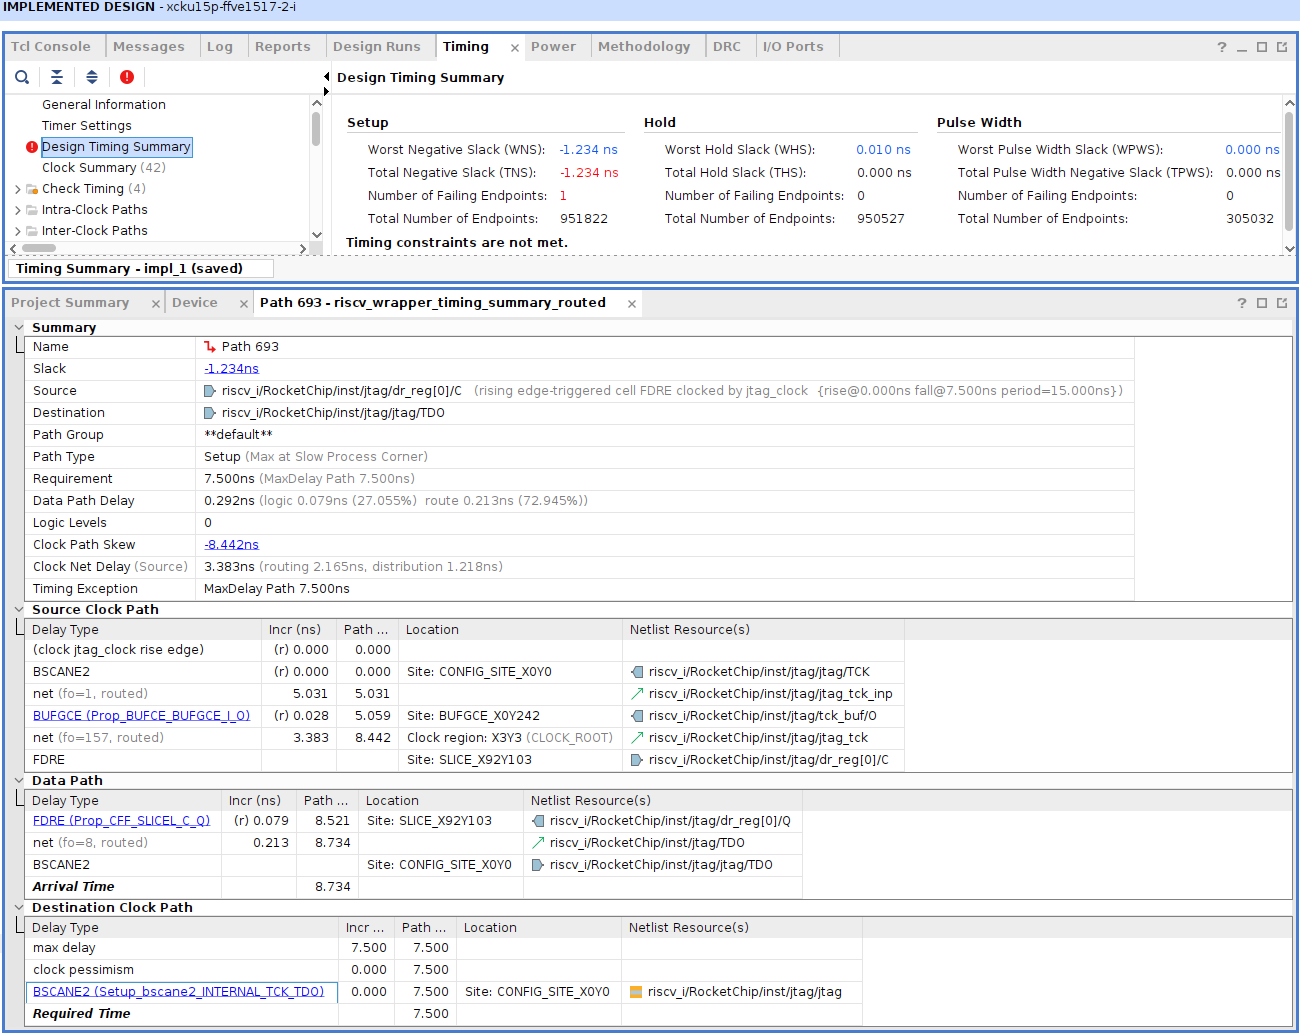 IMPLEMENTED DESIGN - xcku15p-ffve1517-2-i
Tcl Console Messages Log Reports Design Runs Timing Power Methodology DRC I/O Ports
Design Timing Summary
General Information
Timer Settings
Design Timing Summary
Clock Summary (42)
Check Timing (4)
Intra-Clock Paths
Inter-Clock Paths
Setup Hold Pulse Width
Worst Negative Slack (WNS): -1.234 ns Worst Hold Slack (WHS): 0.010 ns Worst Pulse Width Slack (WPWS): 0.000 ns
Total Negative Slack (TNS): -1.234 ns Total Hold Slack (THS): 0.000 ns Total Pulse Width Negative Slack (TPWS): 0.000 ns
Number of Failing Endpoints: 1 Number of Failing Endpoints: 0 Number of Failing Endpoints: 0
Total Number of Endpoints: 951822 Total Number of Endpoints: 950527 Total Number of Endpoints: 305032
Timing constraints are not met.
Timing Summary - impl_1 (saved)
Project Summary Device Path 693 - riscv_wrapper_timing_summary_routed
Summary
Name Path 693
Slack -1.234ns
Source riscv_i/RocketChip/inst/jtag/dr_reg[0]/C (rising edge-triggered cell FDRE clocked by jtag_clock {rise@0.000ns fall@7.500ns period=15.000ns})
Destination riscv_i/RocketChip/inst/jtag/jtag/TDO
Path Group **default**
Path Type Setup (Max at Slow Process Corner)
Requirement 7.500ns (MaxDelay Path 7.500ns)
Data Path Delay 0.292ns (logic 0.079ns (27.055%) route 0.213ns (72.945%))
Logic Levels 0
Clock Path Skew -8.442ns
Clock Net Delay (Source) 3.383ns (routing 2.165ns, distribution 1.218ns)
Timing Exception MaxDelay Path 7.500ns
Source Clock Path
Delay Type Incr (ns) Path ... Location Netlist Resource(s)
(clock jtag_clock rise edge) (r) 0.000 0.000
BSCANE2 (r) 0.000 0.000 Site: CONFIG_SITE_X0Y0 riscv_i/RocketChip/inst/jtag/jtag/TCK
net (fo=1, routed) 5.031 5.031 riscv_i/RocketChip/inst/jtag/jtag_tck_inp
BUFGCE (Prop_BUFCE_BUFGCE_I_O) (r) 0.028 5.059 Site: BUFGCE_X0Y242 riscv_i/RocketChip/inst/jtag/tck_buf/O
net (fo=157, routed) 3.383 8.442 Clock region: X3Y3 (CLOCK_ROOT) riscv_i/RocketChip/inst/jtag/jtag_tck
FDRE Site: SLICE_X92Y103 riscv_i/RocketChip/inst/jtag/dr_reg[0]/C
Data Path
Delay Type Incr (ns) Path ... Location Netlist Resource(s)
FDRE (Prop_CFF_SLICEL_C_Q) (r) 0.079 8.521 Site: SLICE_X92Y103 riscv_i/RocketChip/inst/jtag/dr_reg[0]/Q
net (fo=8, routed) 0.213 8.734 riscv_i/RocketChip/inst/jtag/TDO
BSCANE2 Site: CONFIG_SITE_X0Y0 riscv_i/RocketChip/inst/jtag/jtag/TDO
Arrival Time 8.734
Destination Clock Path
Delay Type Incr ... Path ... Location Netlist Resource(s)
max delay 7.500 7.500
clock pessimism 0.000 7.500
BSCANE2 (Setup_bscane2_INTERNAL_TCK_TDO) 0.000 7.500 Site: CONFIG_SITE_X0Y0 riscv_i/RocketChip/inst/jtag/jtag
Required Time 7.500